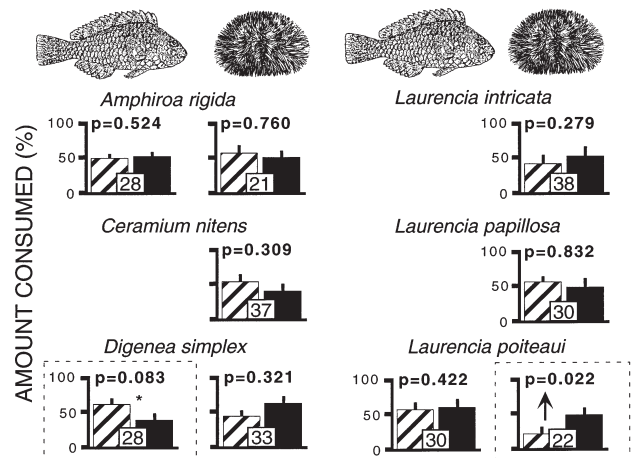 Amphiroa rigida
Laurencia intricata
AMOUNT CONSUMED (%)
100 p=0.524 p=0.760 100 p=0.279
50 50
28 21 38
0 0
Ceramium nitens
Laurencia papillosa
p=0.309 100 p=0.832
50
37 30
0
Digenea simplex
Laurencia poiteaui
100 p=0.083 p=0.321 100 p=0.422 p=0.022
*
50 50
28 33 30 22
0 0